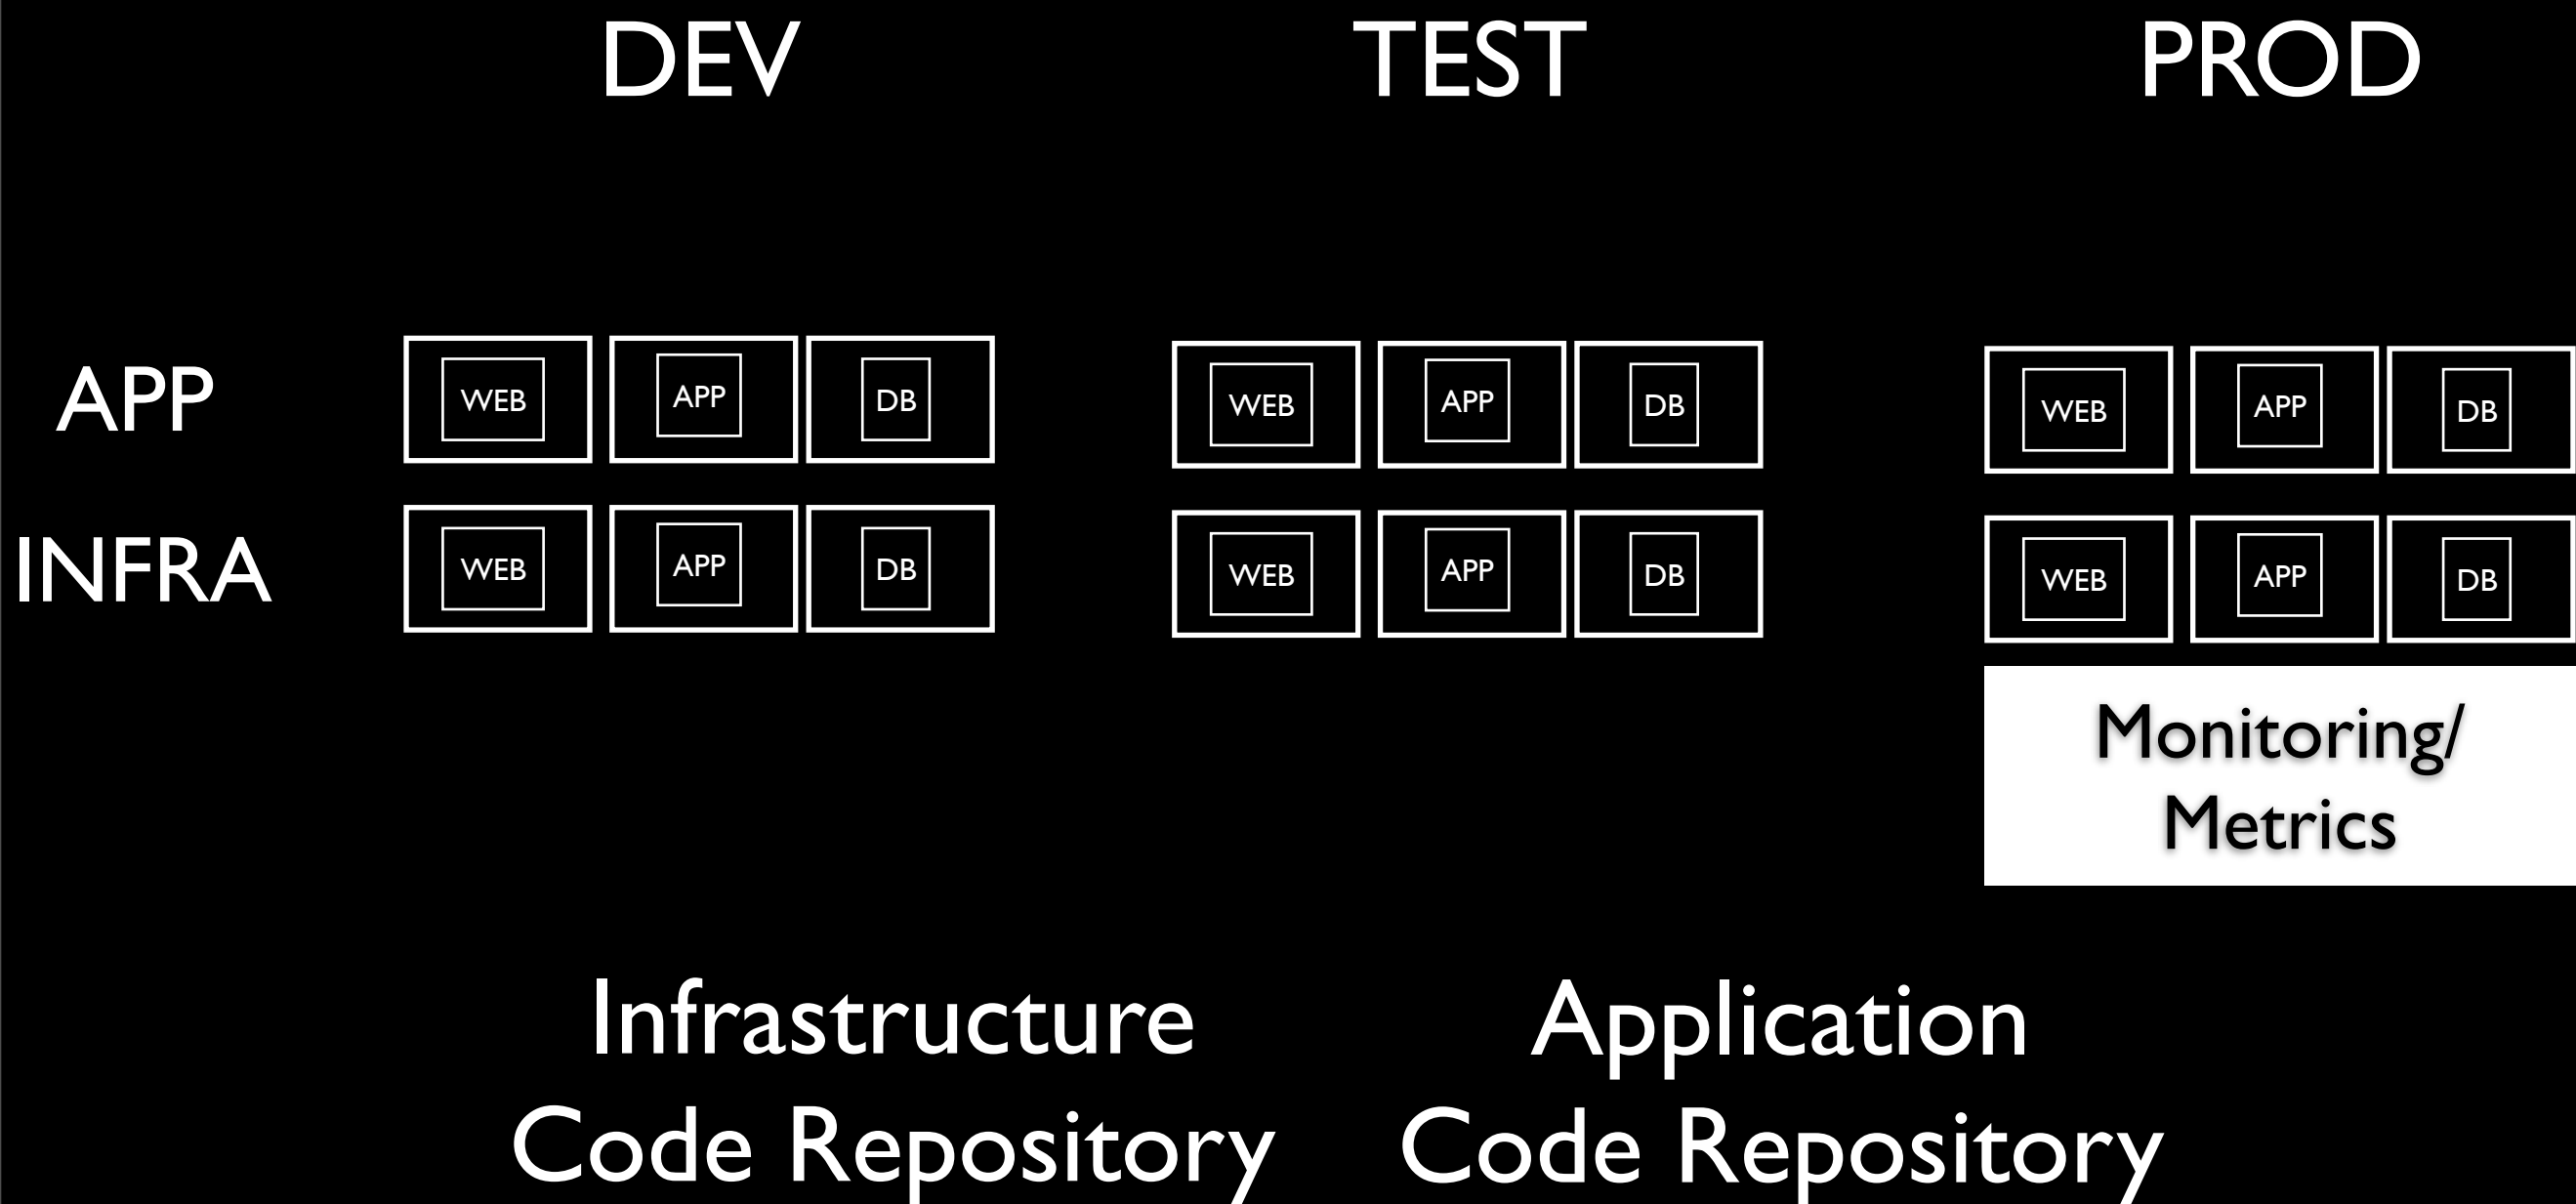 DEV TEST PROD
APP WEB APP DB WEB APP DB WEB APP DB
INFRA WEB APP DB WEB APP DB WEB APP DB
Monitoring/
Metrics
Infrastructure
Code Repository
Application
Code Repository